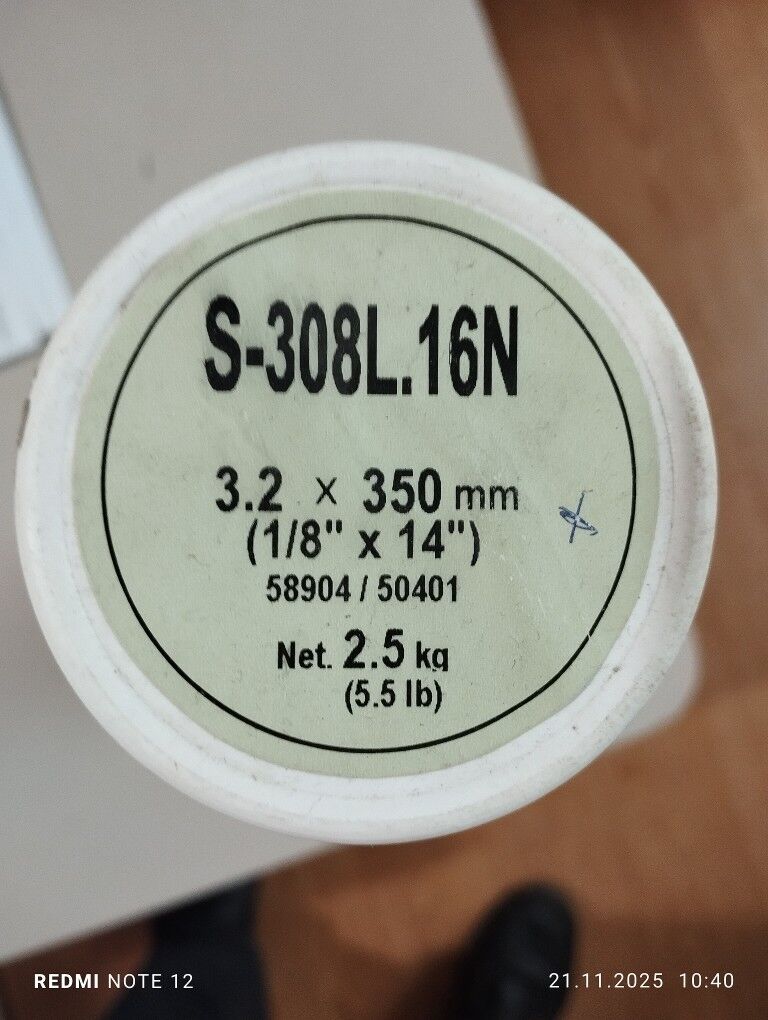 S-308L.16N
3.2 x 350 mm
(1/8" x 14")
58904 / 50401
Net. 2.5 kg
(5.5 lb)
REDMI NOTE 12
21.11.2025 10:40